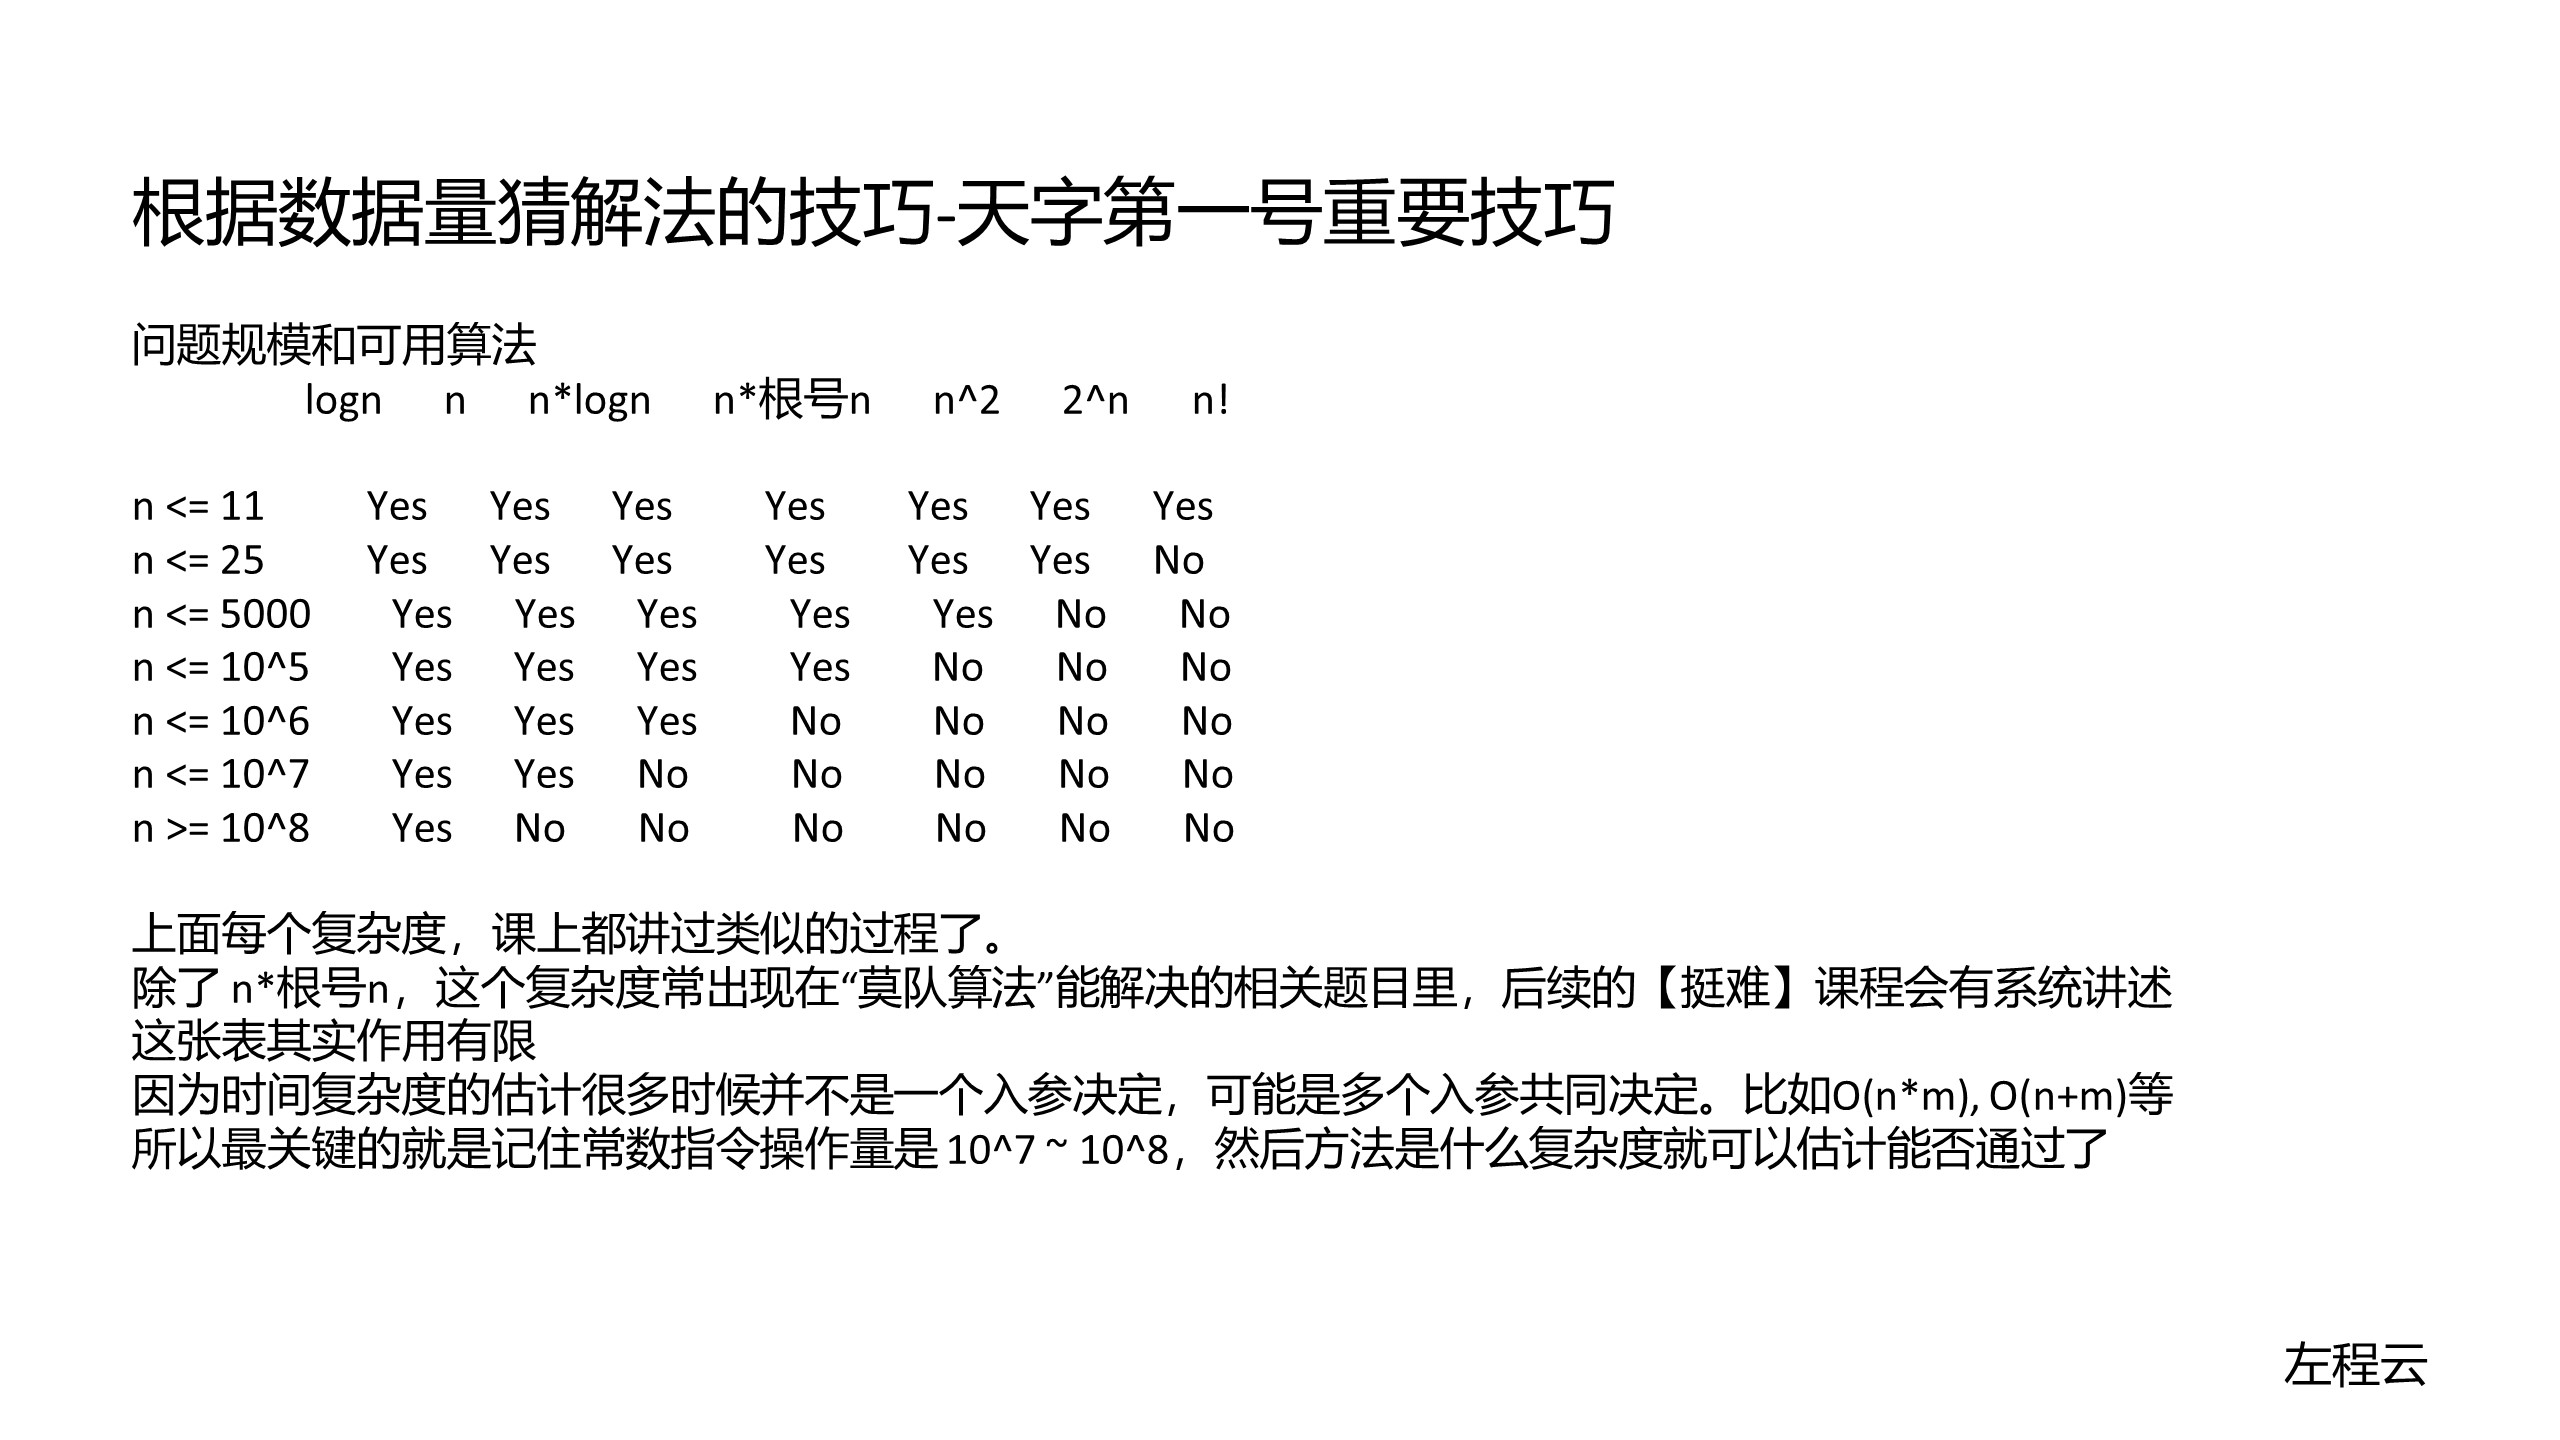 根据数据量猜解法的技巧-天字第一号重要技巧
问题规模和可用算法
logn n n*logn n*根号n n^2 2^n n!
n <= 11 Yes Yes Yes Yes Yes Yes Yes
n <= 25 Yes Yes Yes Yes Yes Yes No
n <= 5000 Yes Yes Yes Yes Yes No No
n <= 10^5 Yes Yes Yes Yes No No No
n <= 10^6 Yes Yes Yes No No No No
n <= 10^7 Yes Yes No No No No No
n >= 10^8 Yes No No No No No No
上面每个复杂度，课上都讲过类似的过程了。
除了 n*根号n，这个复杂度常出现在“莫队算法”能解决的相关题目里，后续的【挺难】课程会有系统讲述
这张表其实作用有限
因为时间复杂度的估计很多时候并不是一个入参决定，可能是多个入参共同决定。比如O(n*m), O(n+m)等
所以最关键的就是记住常数指令操作量是 10^7 ~ 10^8，然后方法是什么复杂度就可以估计能否通过了
左程云